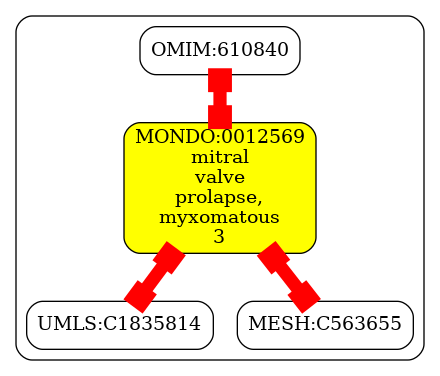 OMIM:610840
MONDO:0012569
mitral
valve
prolapse,
myxomatous
3
UMLS:C1835814
MESH:C563655